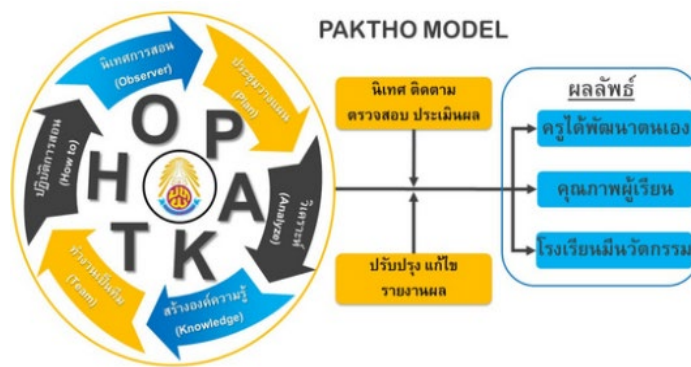 PAKTHO MODEL
นิเทศการสอน
(Observer)
ประชุมวางแผน
(Plan)
วิเคราะห์
(Analyze)
สร้างองค์ความรู้
(Knowledge)
ทำงานเป็นทีม
(Team)
ปฏิบัติการสอน
(How to)
P
A
K
T
H
O
นิเทศ ติดตาม
ตรวจสอบ ประเมินผล
ปรับปรุง แก้ไข
รายงานผล
ผลลัพธ์
ครูได้พัฒนาตนเอง
คุณภาพผู้เรียน
โรงเรียนมีนวัตกรรม